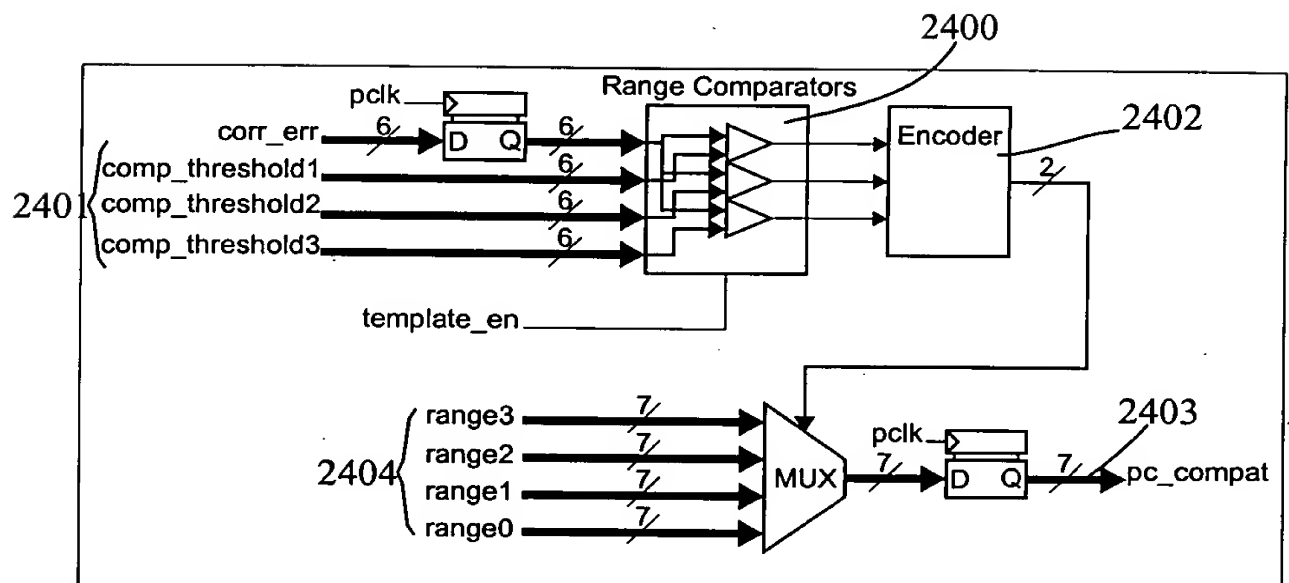 2400
Range Comparators
pclk
corr_err 6 D Q 6
Encoder
2402
comp_threshold1 6
2
2401
comp_threshold2 6
comp_threshold3 6
template_en
range3 7
2403
range2 7
pclk
2404
MUX 7 D Q 7 pc_compat
range1 7
range0 7